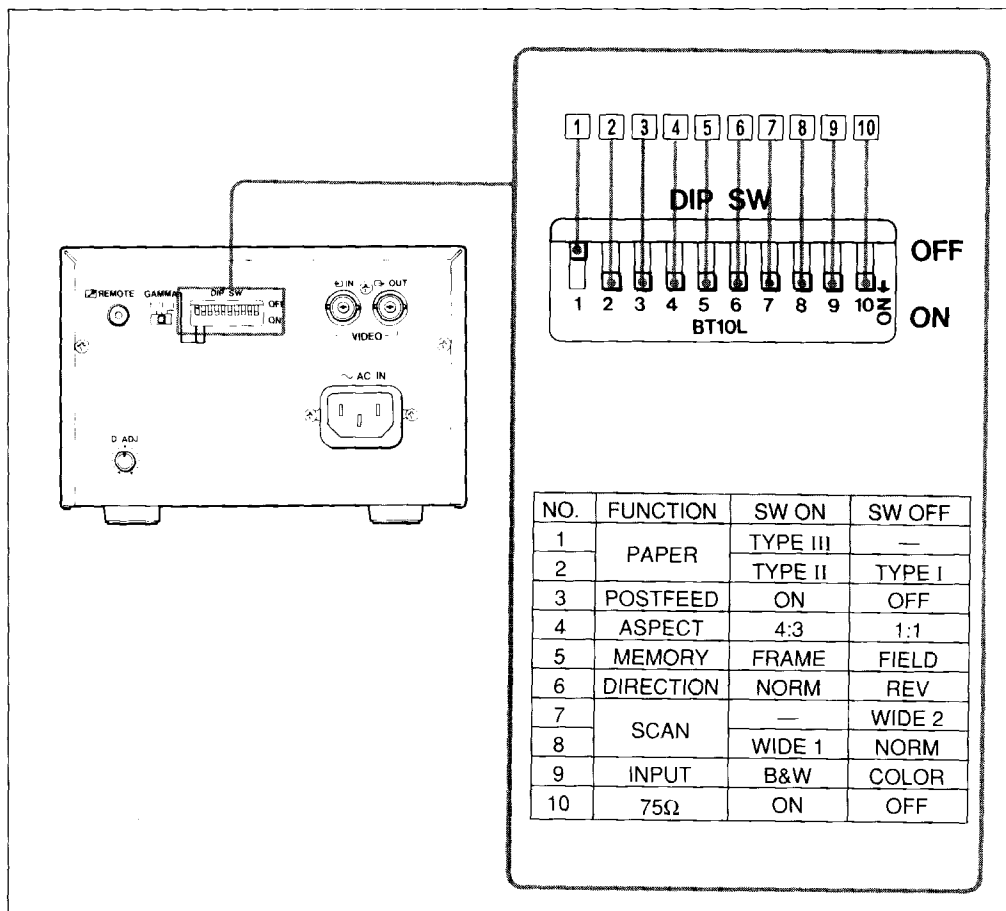 1 2 3 4 5 6 7 8 9 10
DIP SW
OFF
1 2 3 4 5 6 7 8 9 10 ON
BT10L
ON
REMOTE GAMMA DIP SW OFF ON
IN OUT
VIDEO
AC IN
D ADJ
NO. FUNCTION SW ON SW OFF
1 PAPER TYPE III —
2 TYPE II TYPE I
3 POSTFEED ON OFF
4 ASPECT 4:3 1:1
5 MEMORY FRAME FIELD
6 DIRECTION NORM REV
7 SCAN — WIDE 2
8 WIDE 1 NORM
9 INPUT B&W COLOR
10 75Ω ON OFF